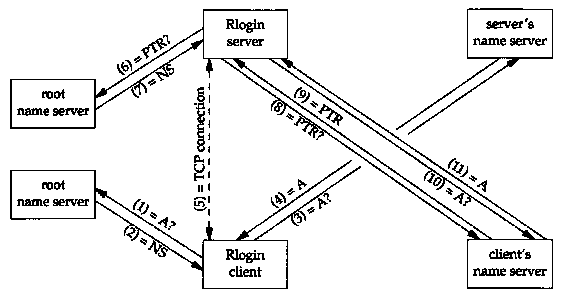 Rlogin
server
server's
name server
(6) = PTR?
(7) = NS
root
name server
(9) = PTR
(8) = PTR?
(5) = TCP connection
root
name server
(1) = A?
(2) = NS
(4) = A
(3) = A?
(11) = A
(10) = A?
Rlogin
client
client's
name server